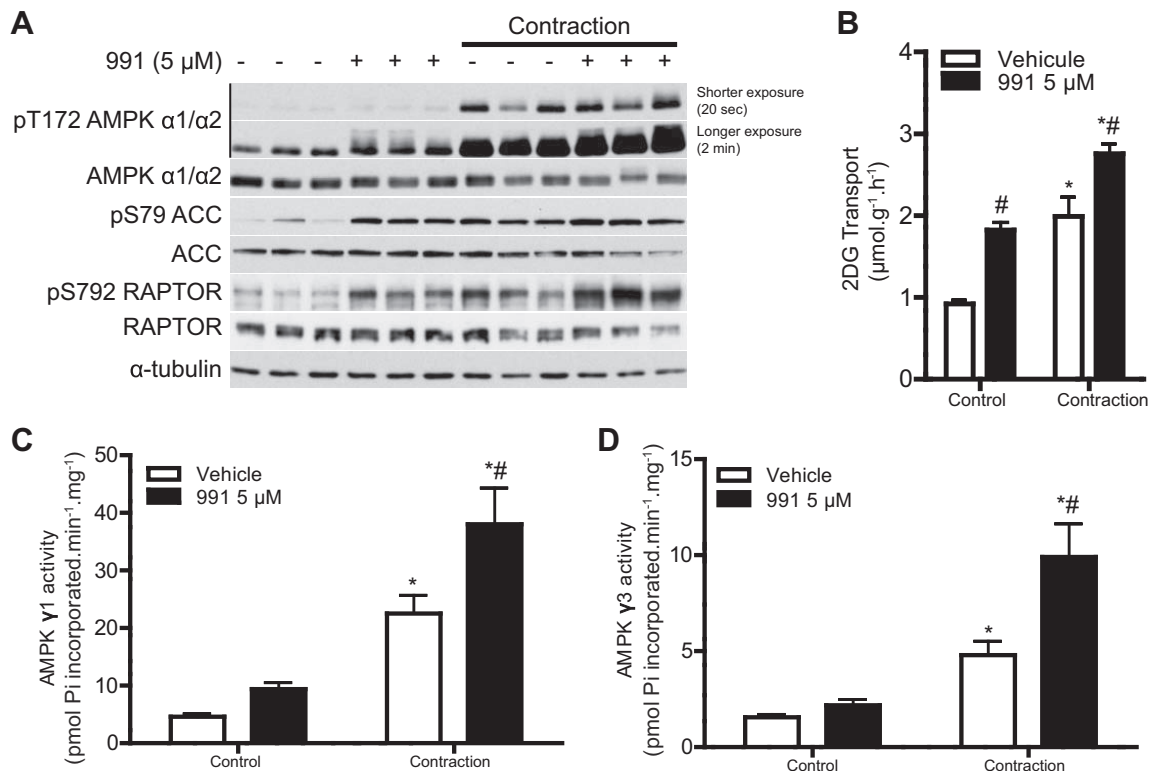 A
Contraction
991 (5 μM) - - - + + + - - - + + +
pT172 AMPK α1/α2
Shorter exposure
(20 sec)
Longer exposure
(2 min)
AMPK α1/α2
pS79 ACC
ACC
pS792 RAPTOR
RAPTOR
α-tubulin
B
Vehicule
991 5 μM
2DG Transport
(μmol.g⁻¹.h⁻¹)
4
3
2
1
0
#
*
*#
Control Contraction
C
Vehicle
991 5 μM
AMPK γ1 activity
(pmol Pi incorporated.min⁻¹.mg⁻¹)
50
40
30
20
10
0
*
*#
Control Contraction
D
Vehicle
991 5 μM
AMPK γ3 activity
(pmol Pi incorporated.min⁻¹.mg⁻¹)
15
10
5
0
*
*#
Control Contraction